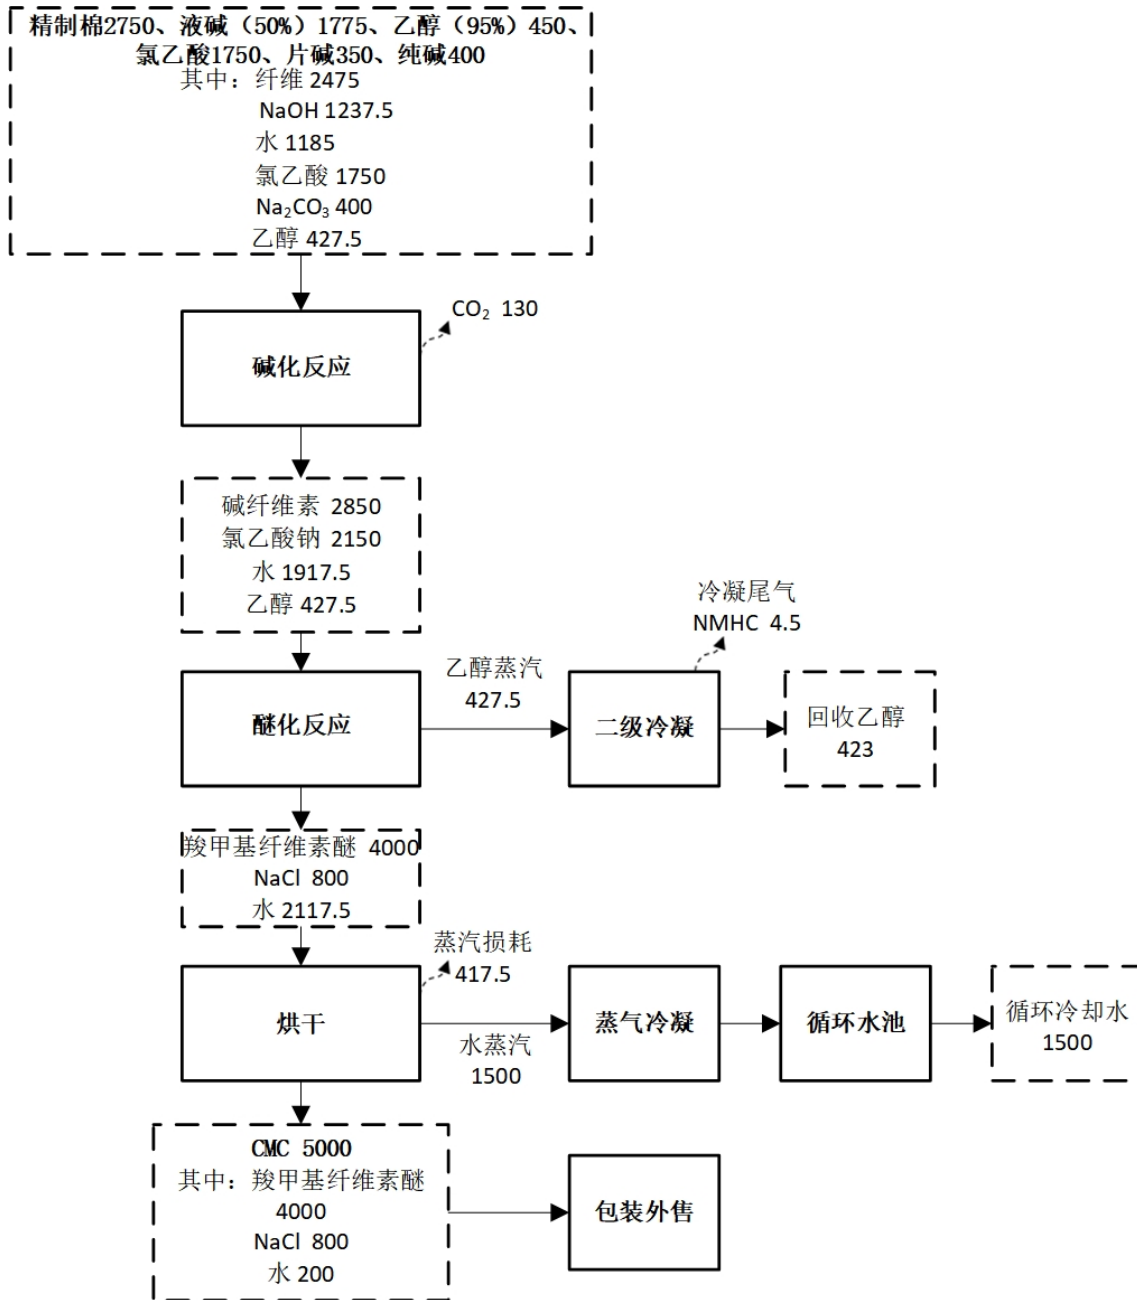 精制棉2750、液碱（50%）1775、乙醇（95%）450、
氯乙酸1750、片碱350、纯碱400
其中：纤维 2475
NaOH 1237.5
水 1185
氯乙酸 1750
Na₂CO₃ 400
乙醇 427.5
CO₂ 130
碱化反应
碱纤维素 2850
氯乙酸钠 2150
水 1917.5
乙醇 427.5
冷凝尾气
NMHC 4.5
乙醇蒸汽
427.5
醚化反应
二级冷凝
回收乙醇
423
羧甲基纤维素醚 4000
NaCl 800
水 2117.5
蒸汽损耗
417.5
烘干
水蒸汽
1500
蒸气冷凝
循环水池
循环冷却水
1500
CMC 5000
其中：羧甲基纤维素醚
4000
NaCl 800
水 200
包装外售